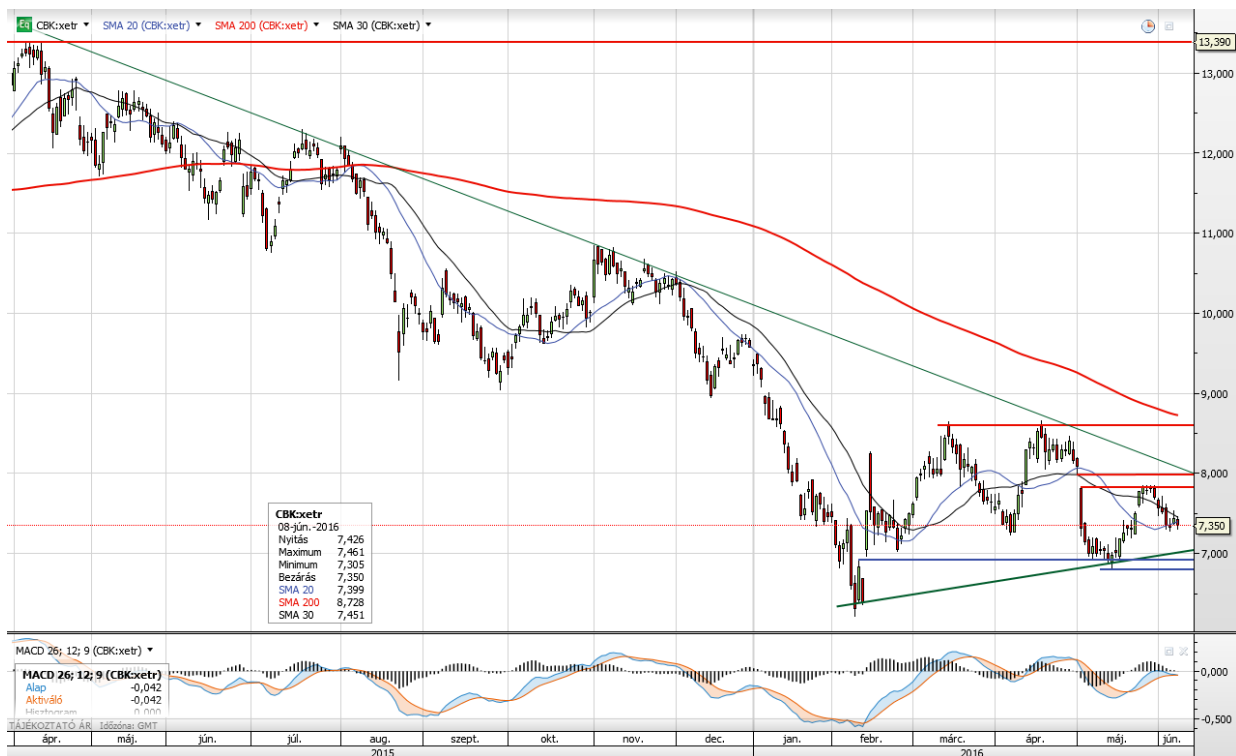 CBK:xetr SMA 20 (CBK:xetr) SMA 200 (CBK:xetr) SMA 30 (CBK:xetr)
13,390
13,000
12,000
11,000
10,000
9,000
8,000
7,350
7,000
CBK:xetr
08-jún.-2016
Nyitás 7,426
Maximum 7,461
Minimum 7,305
Bezárás 7,350
SMA 20 7,399
SMA 200 8,728
SMA 30 7,451
MACD 26; 12; 9 (CBK:xetr)
MACD 26; 12; 9 (CBK:xetr)
Alap -0,042
Aktiváló -0,042
Hisztogram 0,000
0,000
-0,500
TÁJÉKOZTATÓ ÁR Időzóna: GMT
ápr. máj. jún. júl. aug. szept. okt. nov. dec. jan. febr. márc. ápr. máj. jún.
2015 2016